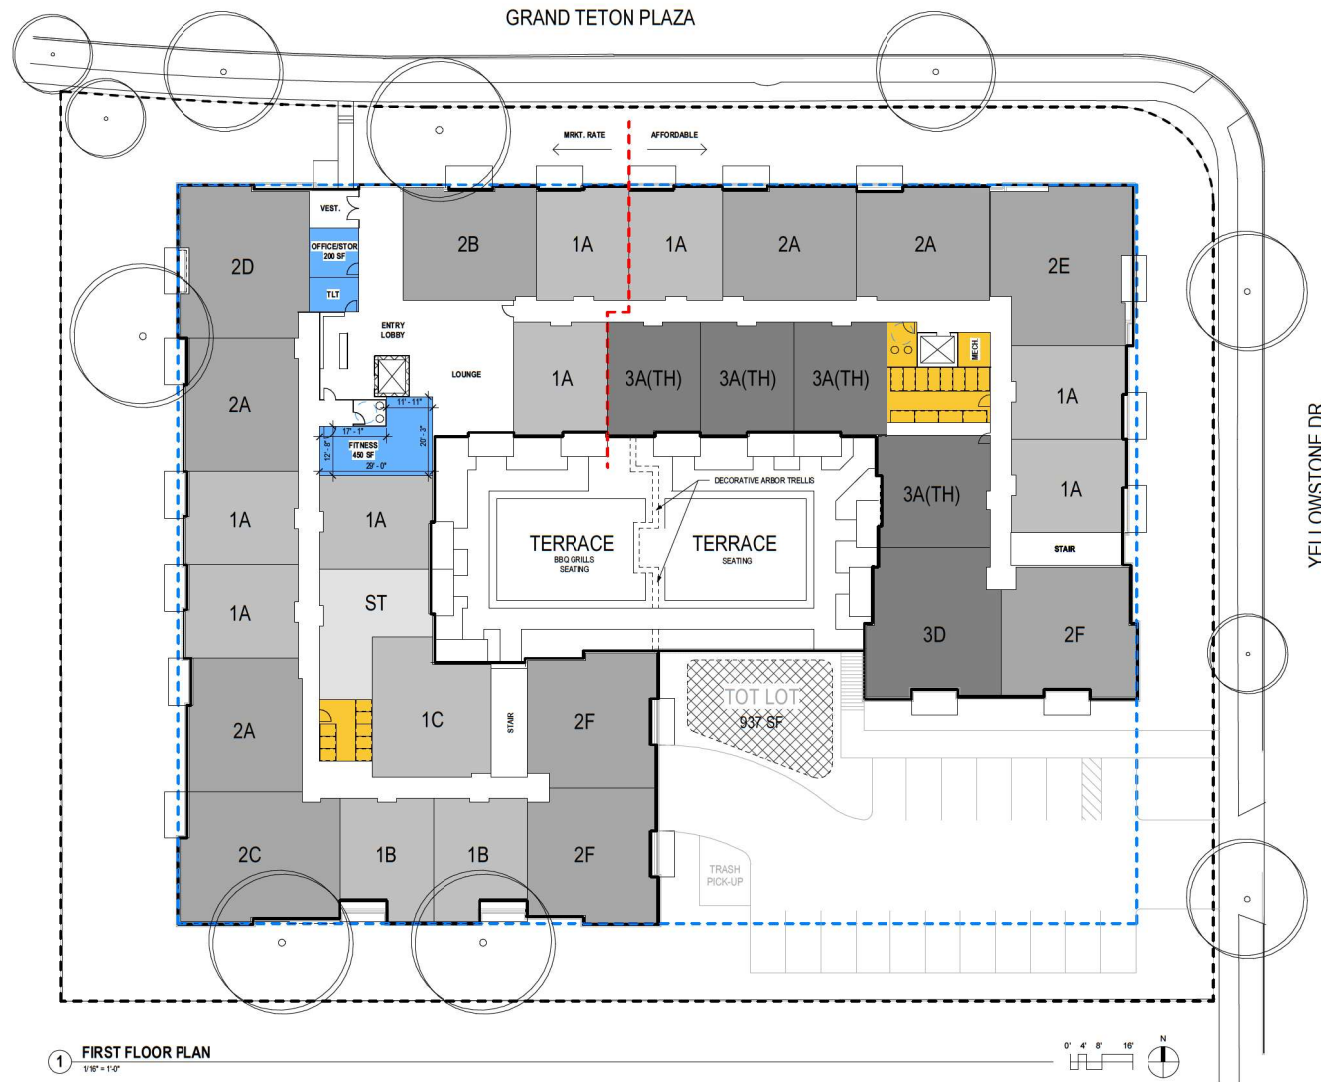 GRAND TETON PLAZA
MRKT. RATE
AFFORDABLE
VEST.
OFFICE/STOR
200 SF
TLT
2D
2B
1A
1A
2A
2A
2E
ENTRY
LOBBY
LOUNGE
1A
3A(TH)
3A(TH)
3A(TH)
MECH.
1A
2A
11' - 11"
17' - 1"
20' - 3"
12' - 8"
FITNESS
450 SF
29' - 0"
DECORATIVE ARBOR TRELLIS
3A(TH)
1A
YELLOWSTONE DR
1A
1A
TERRACE
BBQ GRILLS
SEATING
TERRACE
SEATING
STAIR
1A
ST
3D
2F
2A
1C
STAIR
2F
TOT LOT
937 SF
2C
1B
1B
2F
TRASH
PICK-UP
1
FIRST FLOOR PLAN
1/16" = 1'-0"
0' 4' 8' 16'
N